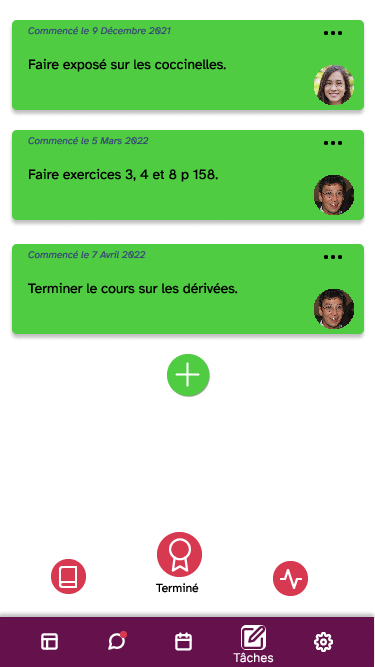 Commencé le 9 Décembre 2021
Faire exposé sur les coccinelles.
Commencé le 5 Mars 2022
Faire exercices 3, 4 et 8 p 158.
Commencé le 7 Avril 2022
Terminer le cours sur les dérivées.
Terminé
Tâches